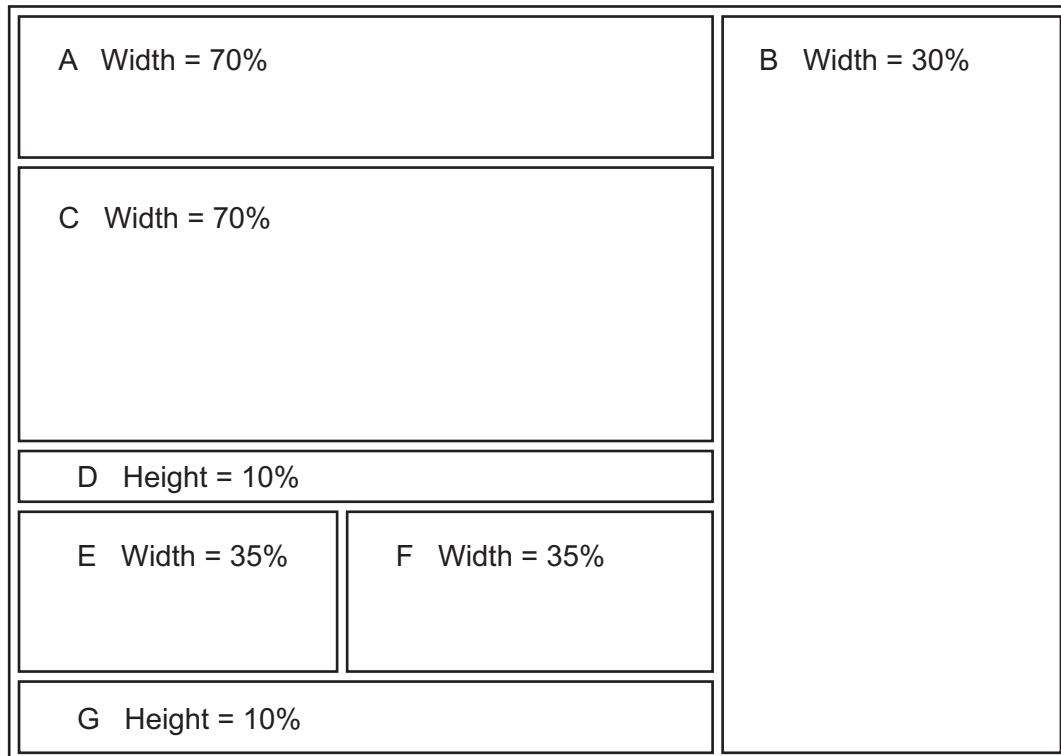 A Width = 70%
B Width = 30%
C Width = 70%
D Height = 10%
E Width = 35%
F Width = 35%
G Height = 10%